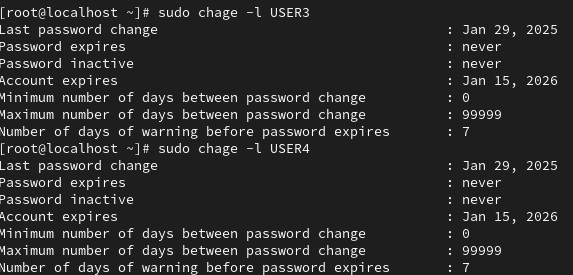 [root@localhost ~]# sudo chage -l USER3
Last password change : Jan 29, 2025
Password expires : never
Password inactive : never
Account expires : Jan 15, 2026
Minimum number of days between password change : 0
Maximum number of days between password change : 99999
Number of days of warning before password expires : 7
[root@localhost ~]# sudo chage -l USER4
Last password change : Jan 29, 2025
Password expires : never
Password inactive : never
Account expires : Jan 15, 2026
Minimum number of days between password change : 0
Maximum number of days between password change : 99999
Number of days of warning before password expires : 7